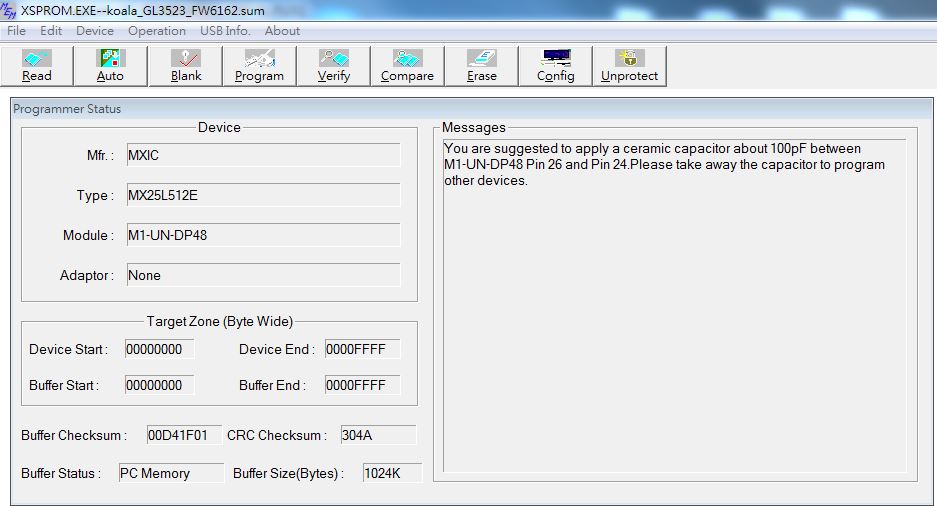 XSPROM.EXE--koala_GL3523_FW6162.sum
File Edit Device Operation USB Info. About
Read Auto Blank Program Verify Compare Erase Config Unprotect
Programmer Status
Device
Mfr. : MXIC
Type : MX25L512E
Module : M1-UN-DP48
Adaptor : None
Target Zone (Byte Wide)
Device Start : 00000000 Device End : 0000FFFF
Buffer Start : 00000000 Buffer End : 0000FFFF
Buffer Checksum : 00D41F01 CRC Checksum : 304A
Buffer Status : PC Memory Buffer Size(Bytes) : 1024K
Messages
You are suggested to apply a ceramic capacitor about 100pF between
M1-UN-DP48 Pin 26 and Pin 24.Please take away the capacitor to program
other devices.